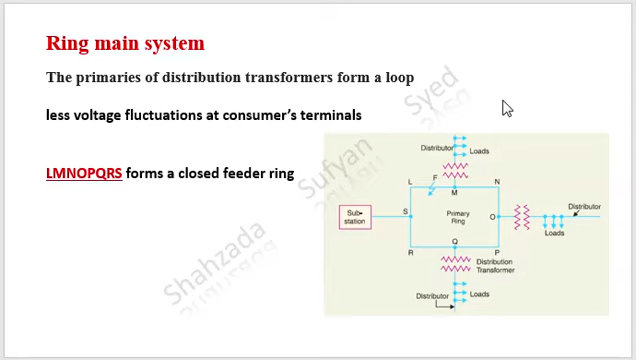 Ring main system
The primaries of distribution transformers form a loop
less voltage fluctuations at consumer's terminals
LMNOPQRS forms a closed feeder ring
Shahzada Sufyan Syed
Distributor
Loads
L
F
M
N
Sub-
station
S
Primary
Ring
O
Distributor
Loads
R
Q
P
Distribution
Transformer
Distributor
Loads